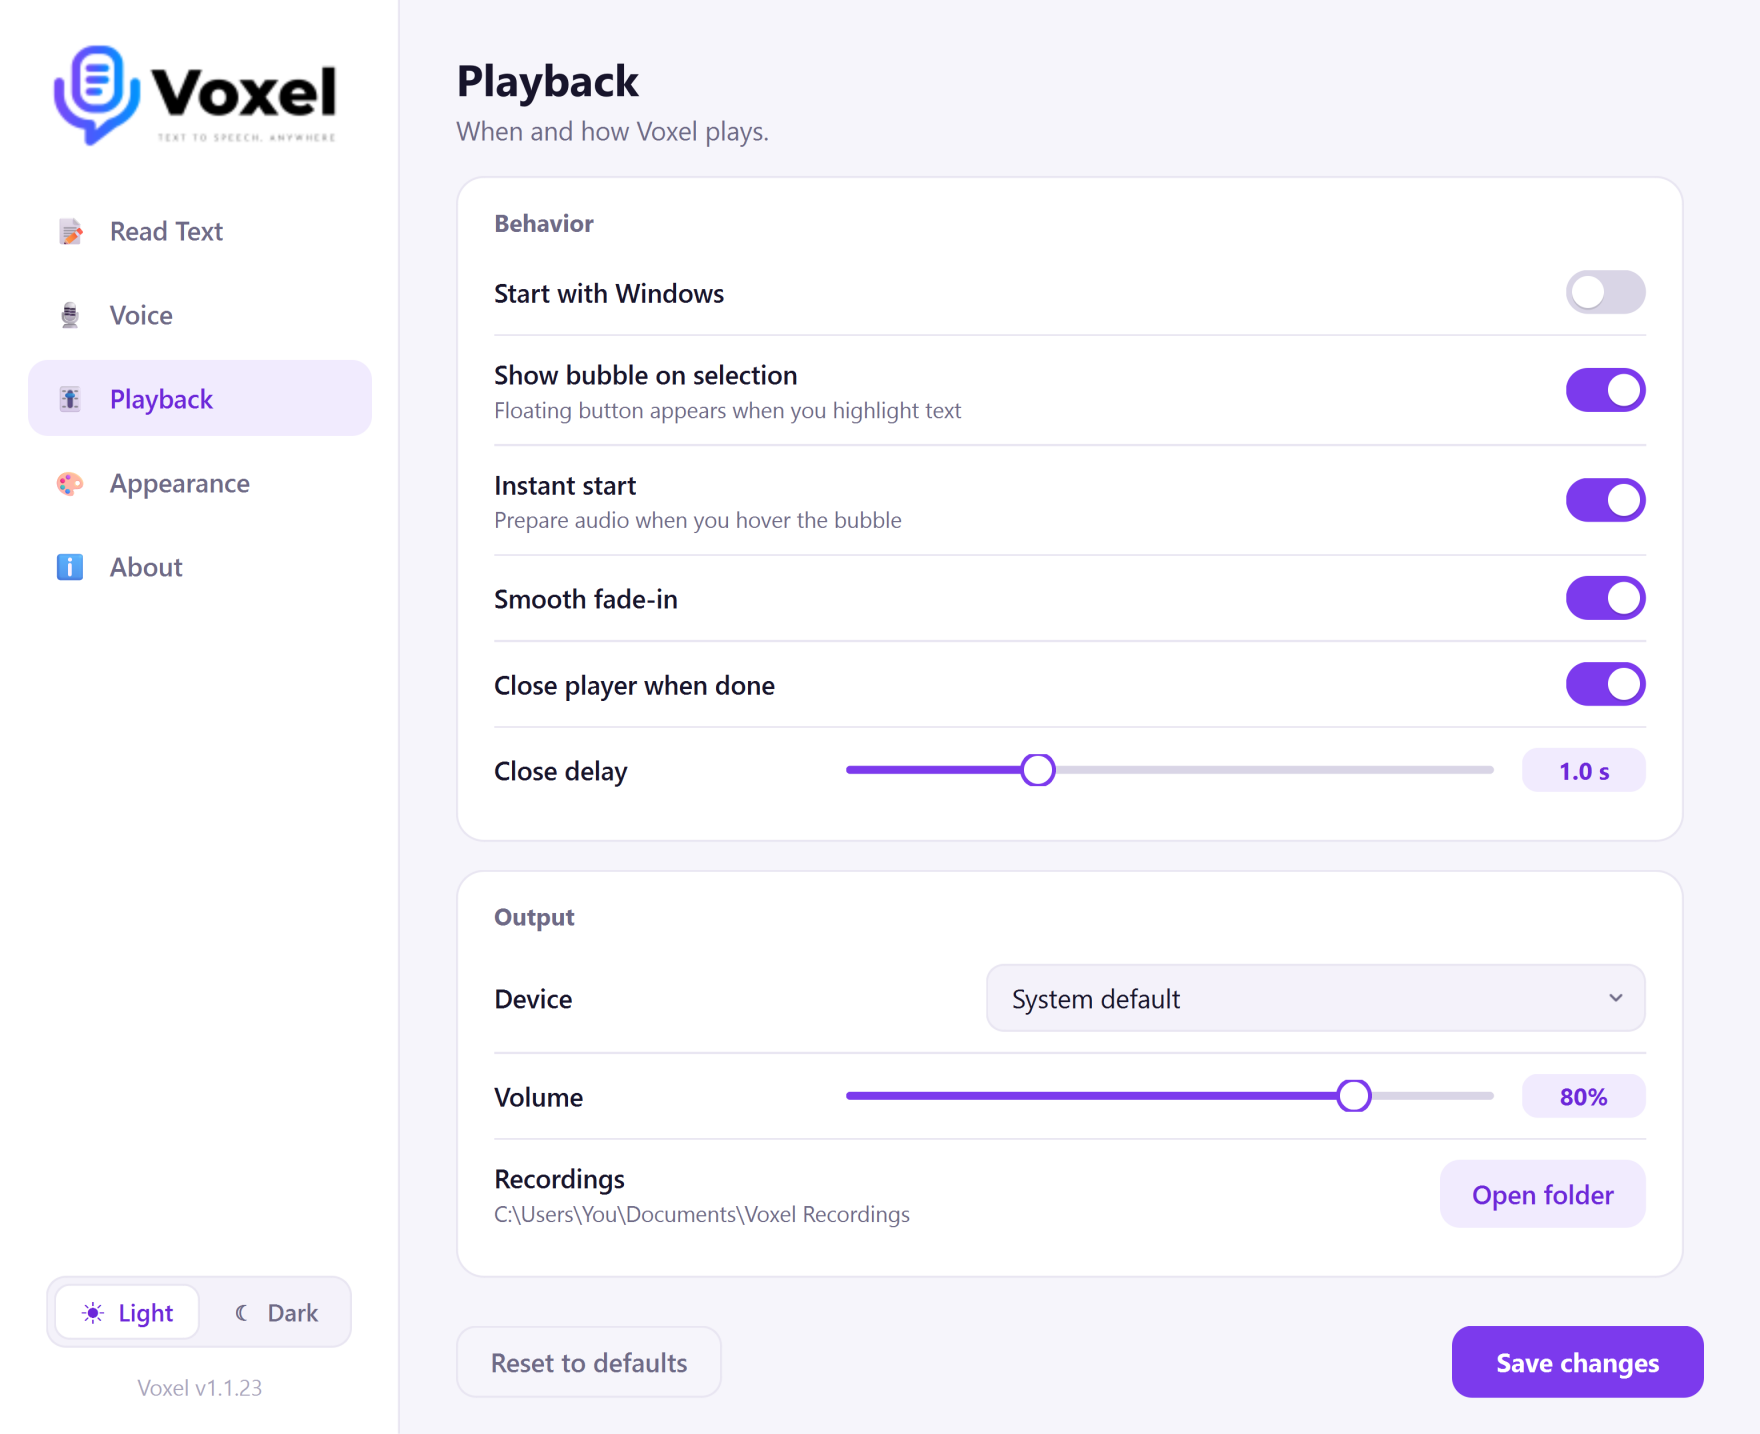 Voxel
TEXT TO SPEECH, ANYWHERE
Read Text
Voice
Playback
Appearance
About
Light
Dark
Voxel v1.1.23
Playback
When and how Voxel plays.
Behavior
Start with Windows
Show bubble on selection
Floating button appears when you highlight text
Instant start
Prepare audio when you hover the bubble
Smooth fade-in
Close player when done
Close delay
1.0 s
Output
Device
System default
Volume
80%
Recordings
C:\Users\You\Documents\Voxel Recordings
Open folder
Reset to defaults
Save changes